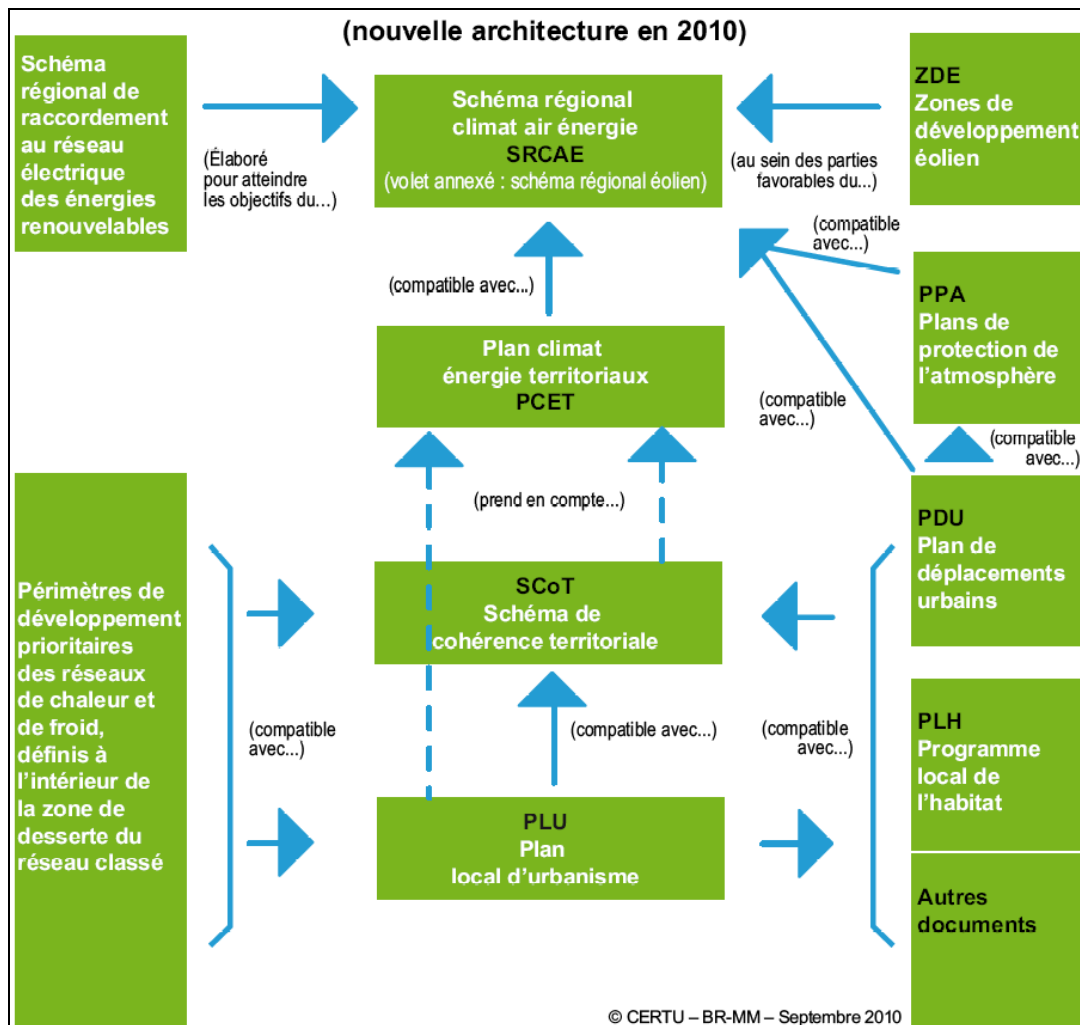 (nouvelle architecture en 2010)
Schéma
régional de
raccordement
au réseau
électrique
des énergies
renouvelables
(Élaboré
pour atteindre
les objectifs du...)
Schéma régional
climat air énergie
SRCAE
(volet annexé : schéma régional éolien)
(au sein des parties
favorables du...)
ZDE
Zones de
développement
éolien
(compatible
avec...)
(compatible avec...)
PPA
Plans de
protection de
l'atmosphère
Plan climat
énergie territoriaux
PCET
(compatible
avec...)
(compatible
avec...)
(prend en compte...)
PDU
Plan de
déplacements
urbains
Périmètres de
développement
prioritaires
des réseaux
de chaleur et
de froid,
définis à
l'intérieur de
la zone de
desserte du
réseau classé
SCoT
Schéma de
cohérence territoriale
(compatible
avec...)
(compatible avec...)
(compatible
avec...)
PLH
Programme
local de
l'habitat
PLU
Plan
local d'urbanisme
Autres
documents
© CERTU – BR-MM – Septembre 2010